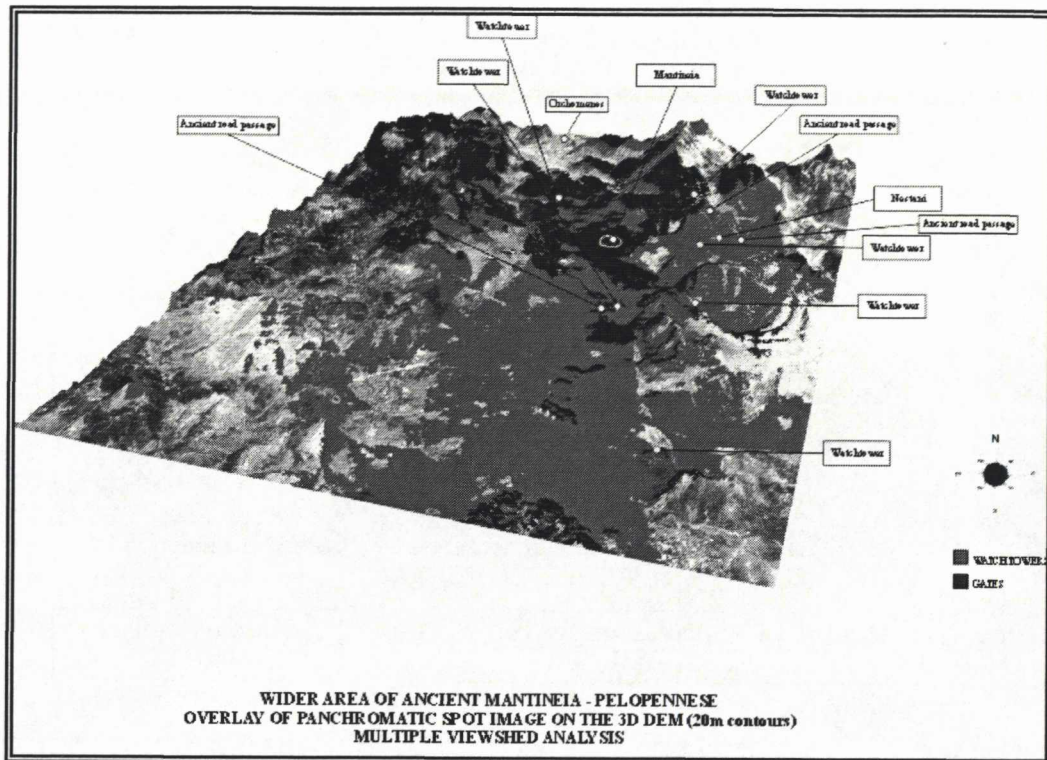 Watchtower
Watchtower
Mantineia
Watchtower
Orchomenos
Ancient road passage
Ancient road passage
Nestani
Ancient road passage
Watchtower
Watchtower
Watchtower
N
WATCHTOWERS
GATES
WIDER AREA OF ANCIENT MANTINEIA - PELOPENNESE
OVERLAY OF PANCHROMATIC SPOT IMAGE ON THE 3D DEM (20m contours)
MULTIPLE VIEWSHED ANALYSIS